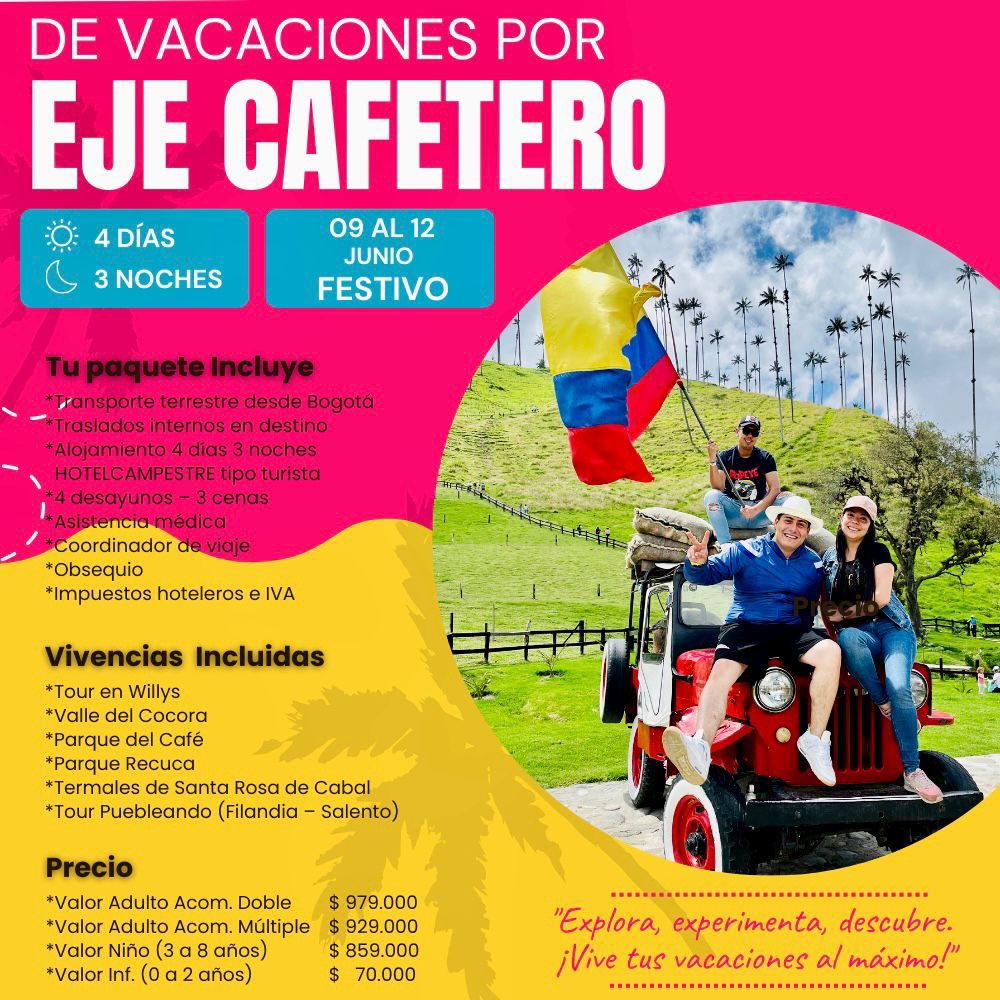 DE VACACIONES POR
EJE CAFETERO
4 DÍAS
3 NOCHES
09 AL 12
JUNIO
FESTIVO
Tu paquete Incluye
*Transporte terrestre desde Bogotá
*Traslados internos en destino
*Alojamiento 4 días 3 noches
HOTELCAMPESTRE tipo turista
*4 desayunos – 3 cenas
*Asistencia médica
*Coordinador de viaje
*Obsequio
*Impuestos hoteleros e IVA
POPEYE
Precio
Vivencias Incluidas
*Tour en Willys
*Valle del Cocora
*Parque del Café
*Parque Recuca
*Termales de Santa Rosa de Cabal
*Tour Puebleando (Filandia – Salento)
Precio
*Valor Adulto Acom. Doble $ 979.000
*Valor Adulto Acom. Múltiple $ 929.000
*Valor Niño (3 a 8 años) $ 859.000
*Valor Inf. (0 a 2 años) $ 70.000
"Explora, experimenta, descubre.
¡Vive tus vacaciones al máximo!"